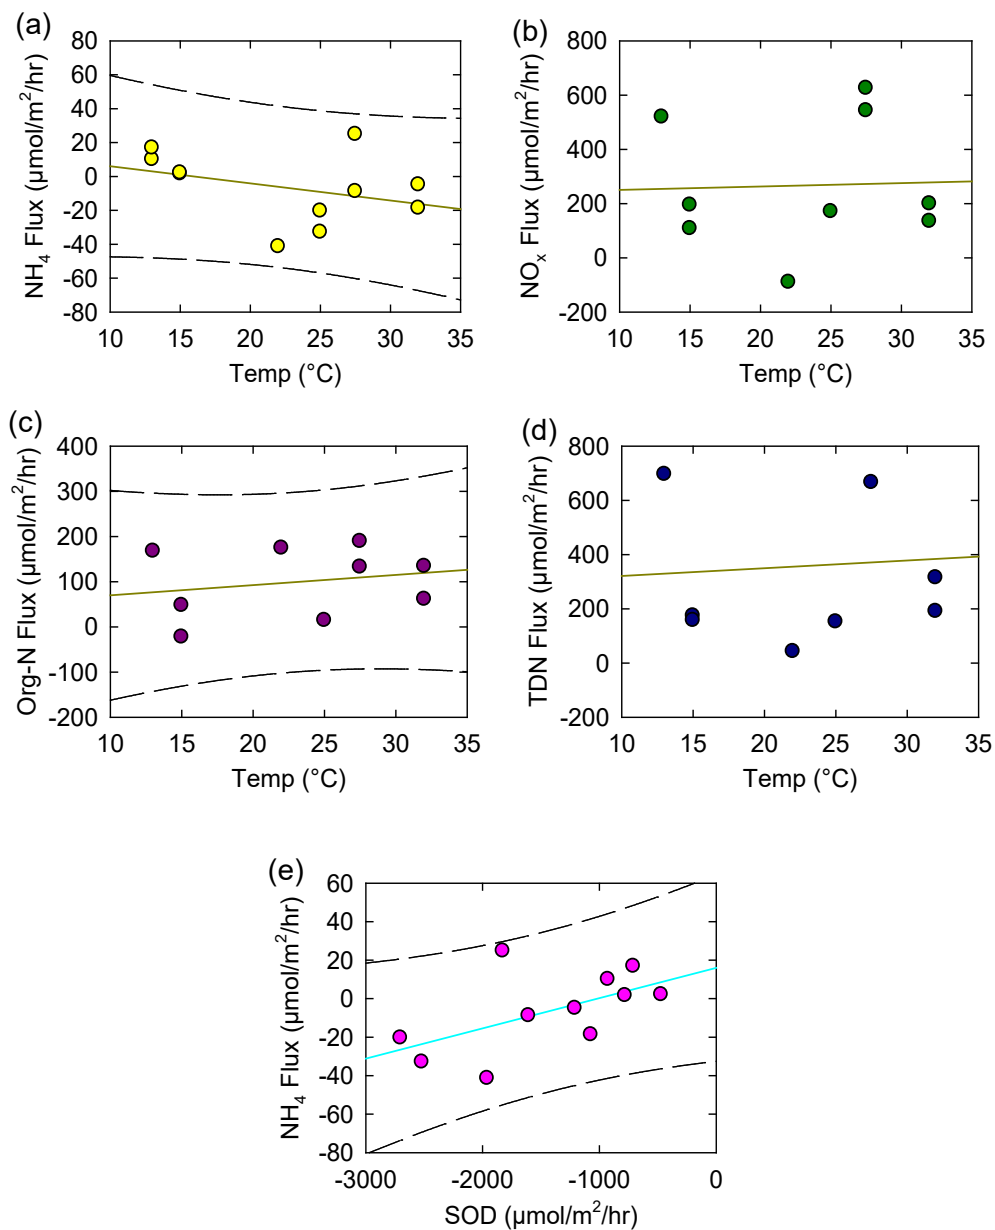 (a)
80
60
40
20
0
-20
-40
-60
-80
NH₄ Flux (µmol/m²/hr)
10 15 20 25 30 35
Temp (°C)
(b)
800
600
400
200
0
-200
NOₓ Flux (µmol/m²/hr)
10 15 20 25 30 35
Temp (°C)
(c)
400
300
200
100
0
-100
-200
Org-N Flux (µmol/m²/hr)
10 15 20 25 30 35
Temp (°C)
(d)
800
600
400
200
0
-200
TDN Flux (µmol/m²/hr)
10 15 20 25 30 35
Temp (°C)
(e)
60
40
20
0
-20
-40
-60
-80
NH₄ Flux (µmol/m²/hr)
-3000 -2000 -1000 0
SOD (µmol/m²/hr)